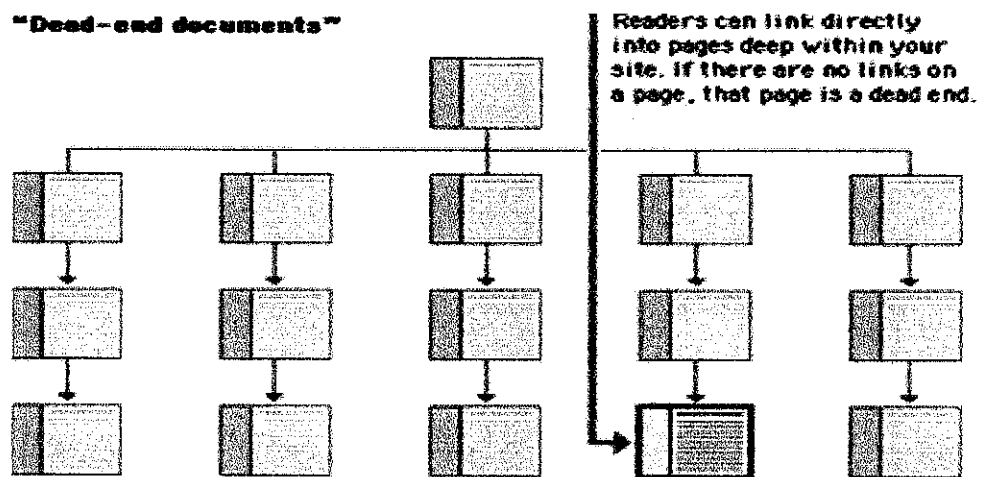 "Dead-end documents"
Readers can link directly
into pages deep within your
site. If there are no links on
a page, that page is a dead end.